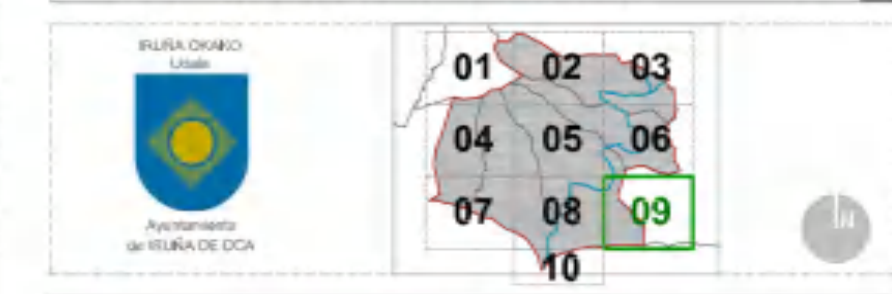 IRUÑA OKAKO
Udala
Ayuntamiento
de IRUÑA DE OCA
01 02 03
04 05 06
07 08 09
10
N